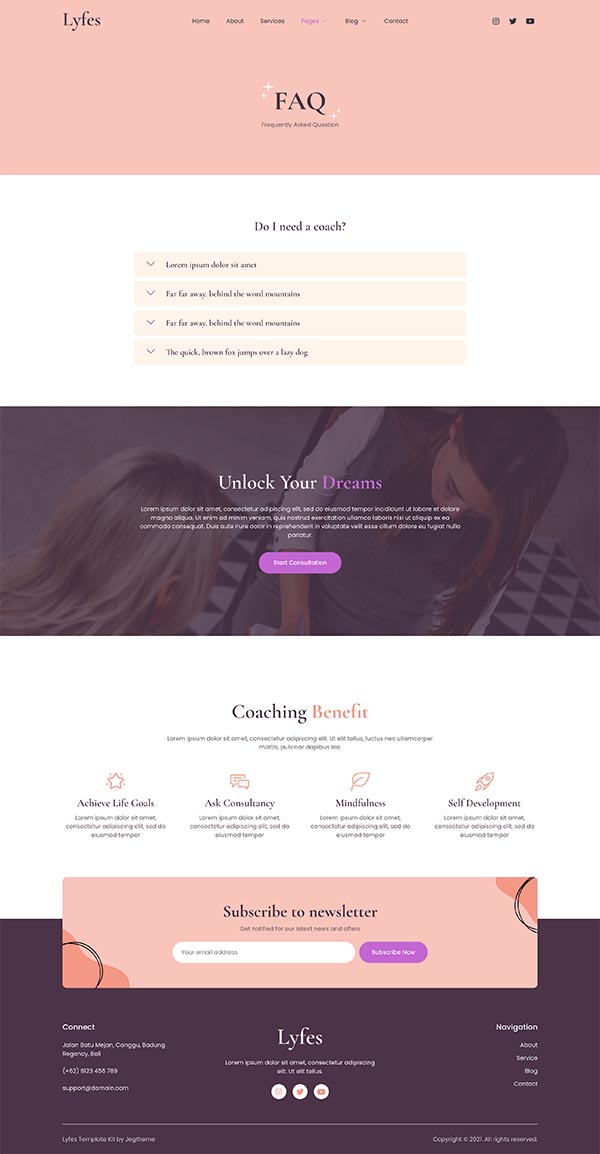 Lyfes
Home About Services Pages Blog Contact
FAQ
Frequently Asked Question
Do I need a coach?
Lorem ipsum dolor sit amet
Far far away, behind the word mountains
Far far away, behind the word mountains
The quick, brown fox jumps over a lazy dog
Unlock Your Dreams
Lorem ipsum dolor sit amet, consectetur adipiscing elit, sed do eiusmod tempor incididunt ut labore et dolore
magna aliqua. Ut enim ad minim veniam, quis nostrud exercitation ullamco laboris nisi ut aliquip ex ea
commodo consequat. Duis aute irure dolor in reprehenderit in voluptate velit esse cillum dolore eu fugiat nulla
pariatur.
Start Consultation
Coaching Benefit
Lorem ipsum dolor sit amet, consectetur adipiscing elit. Ut elit tellus, luctus nec ullamcorper
mattis, pulvinar dapibus leo.
Achieve Life Goals
Lorem ipsum dolor sit amet,
consectetur adipiscing elit, sed do
eiusmod tempor
Ask Consultancy
Lorem ipsum dolor sit amet,
consectetur adipiscing elit, sed do
eiusmod tempor
Mindfulness
Lorem ipsum dolor sit amet,
consectetur adipiscing elit, sed do
eiusmod tempor
Self Development
Lorem ipsum dolor sit amet,
consectetur adipiscing elit, sed do
eiusmod tempor
Subscribe to newsletter
Get notified for our latest news and offers
Your email address
Subscribe Now
Connect
Jalan Batu Mejan, Canggu, Badung
Regency, Bali
(+62) 8123 456 789
support@domain.com
Lyfes
Lorem ipsum dolor sit amet, consectetur adipiscing
elit. Ut elit tellus.
Navigation
About
Service
Blog
Contact
Lyfes Template Kit by Jegtheme
Copyright © 2021. All rights reserved.